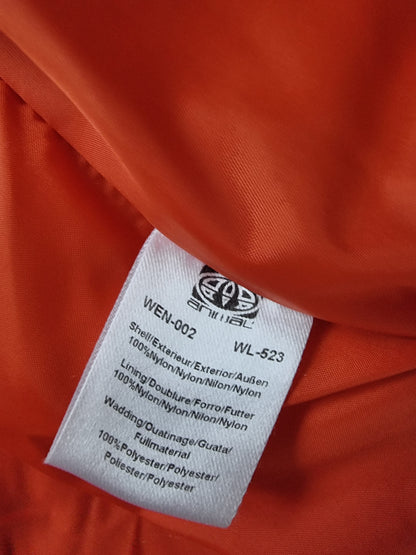 animal
WEN-002 WL-523
Shell/Exterieur/Exterior/Außen
100%Nylon/Nylon/Nilon/Nylon
Lining/Doublure/Forro/Futter
100%Nylon/Nylon/Nilon/Nylon
Wadding/Ouatinage/Guata/
Fullmaterial
100%Polyester/Polyester/
Poliester/Polyester